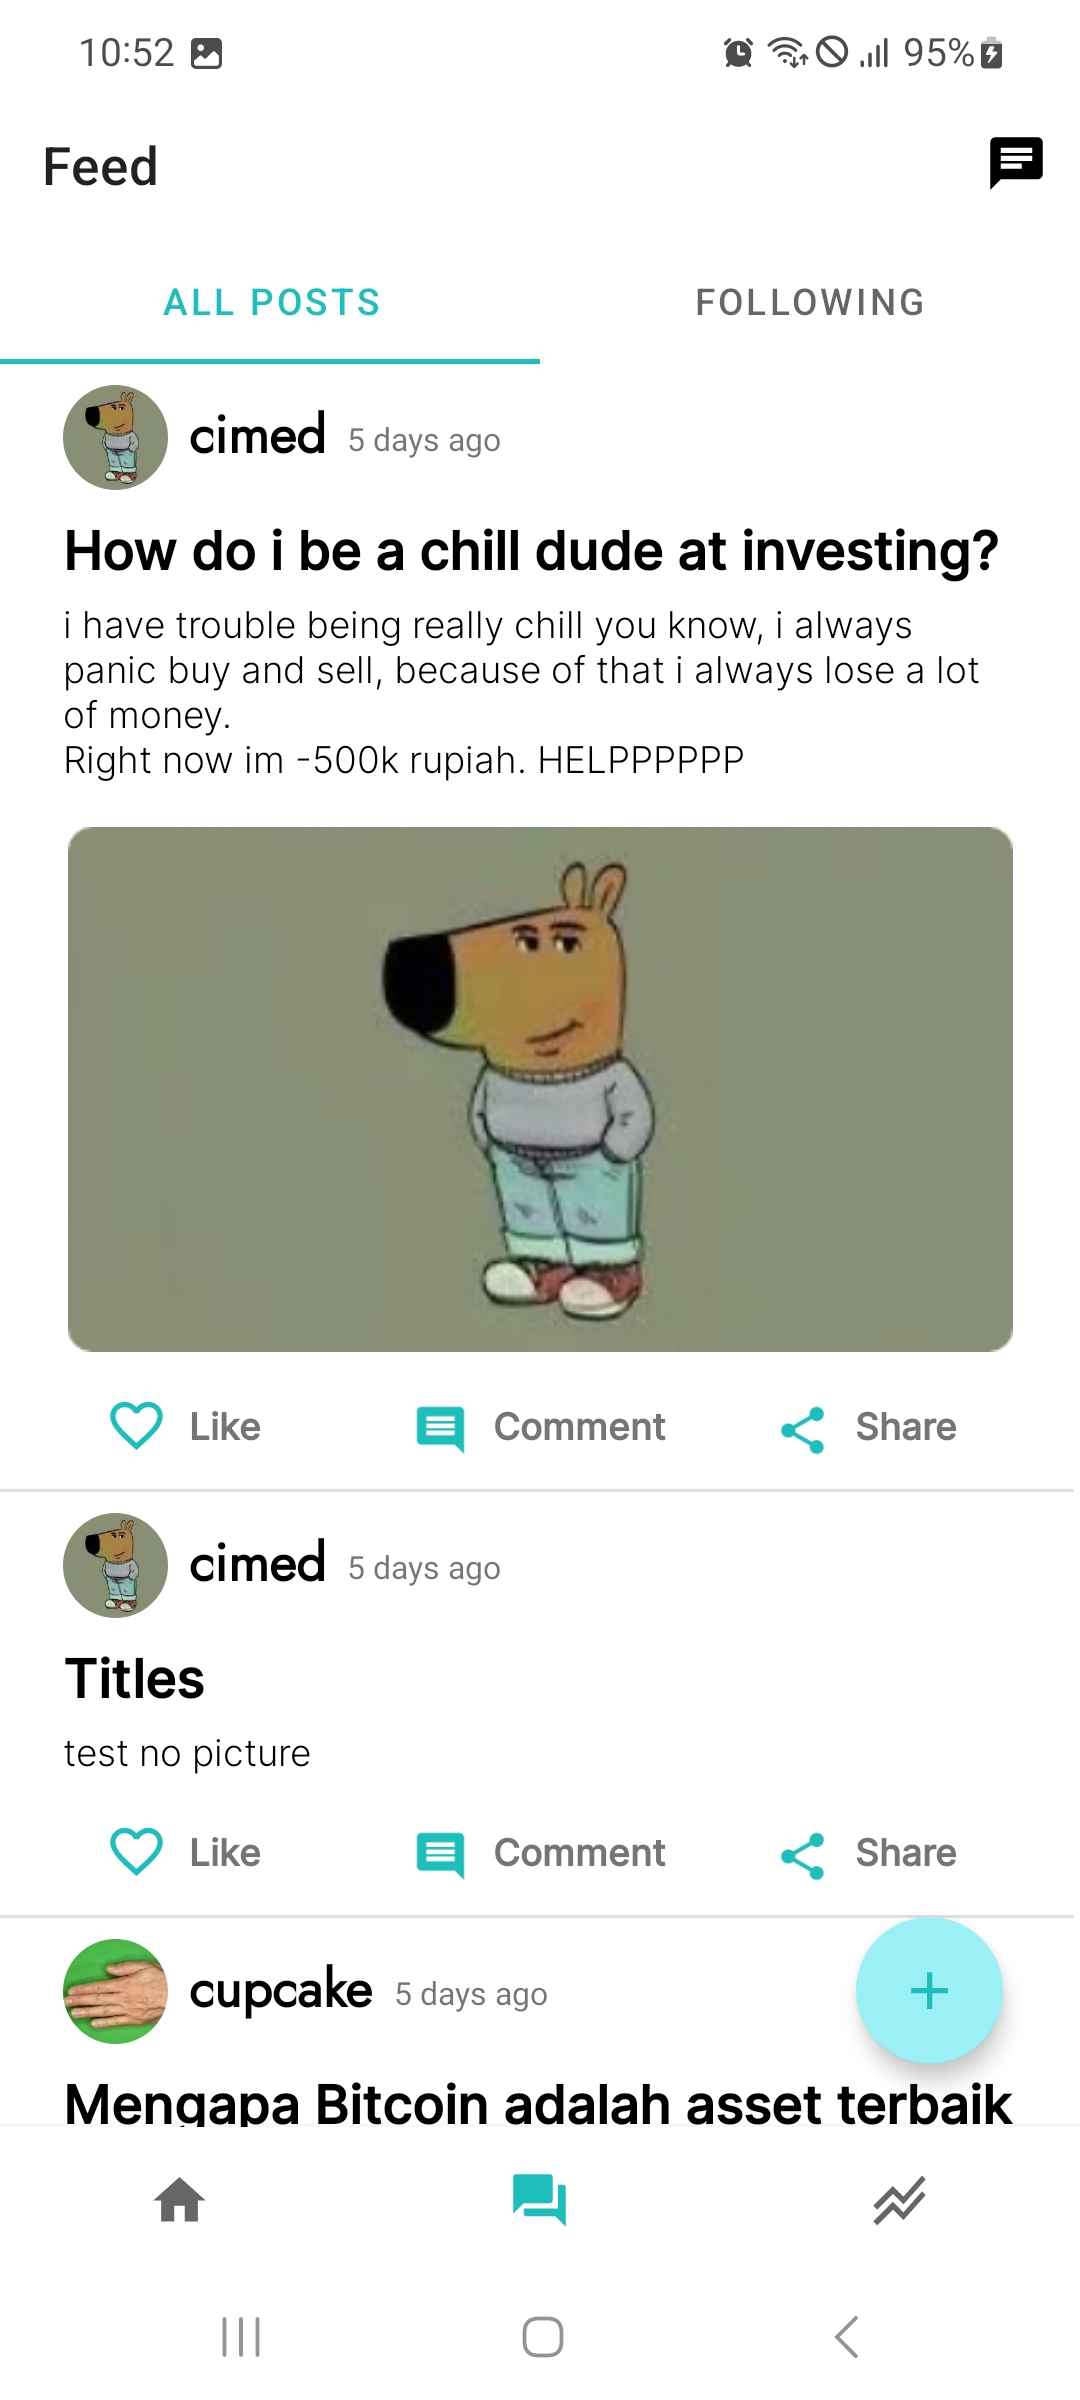 10:52
95%
Feed
ALL POSTS
FOLLOWING
cimed 5 days ago
How do i be a chill dude at investing?
i have trouble being really chill you know, i always
panic buy and sell, because of that i always lose a lot
of money.
Right now im -500k rupiah. HELPPPPPP
Like
Comment
Share
cimed 5 days ago
Titles
test no picture
Like
Comment
Share
cupcake 5 days ago
Mengapa Bitcoin adalah asset terbaik